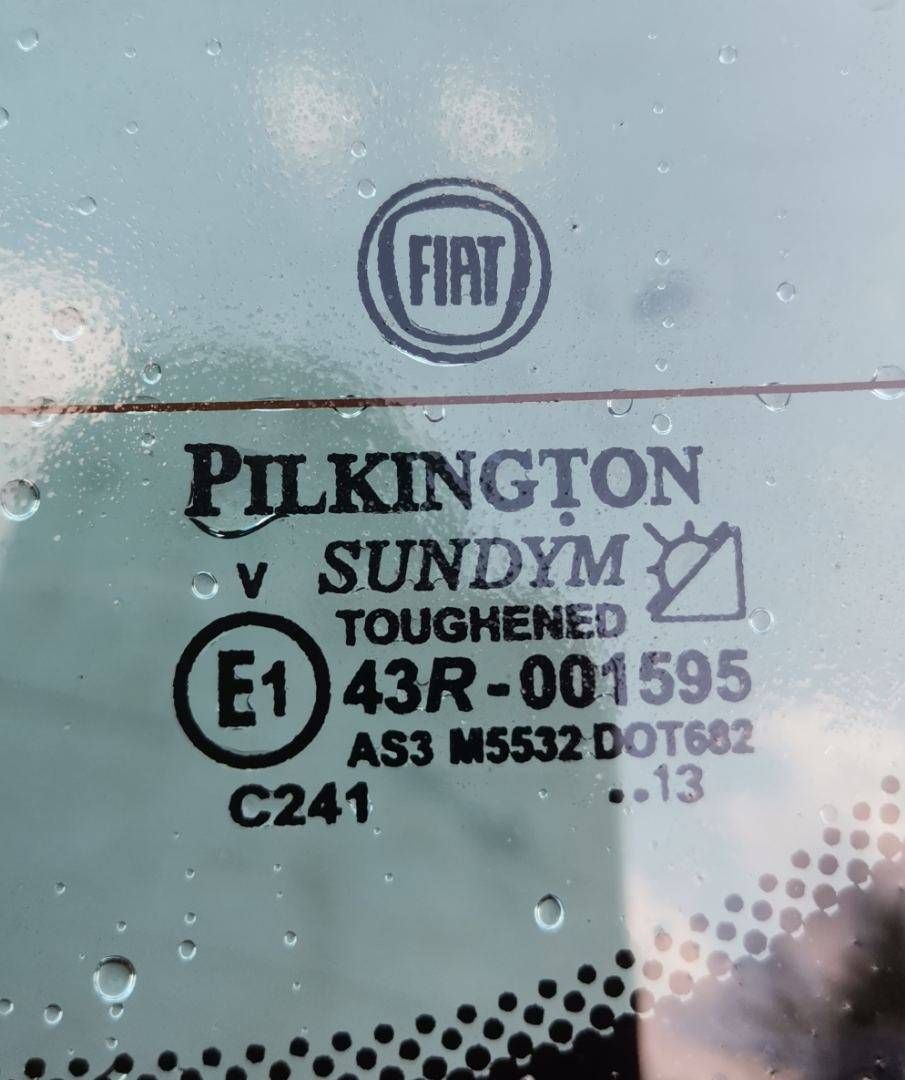 FIAT
PILKINGTON
V SUNDYM
TOUGHENED
E1 43R-001595
AS3 M5532 DOT682
C241 ..13